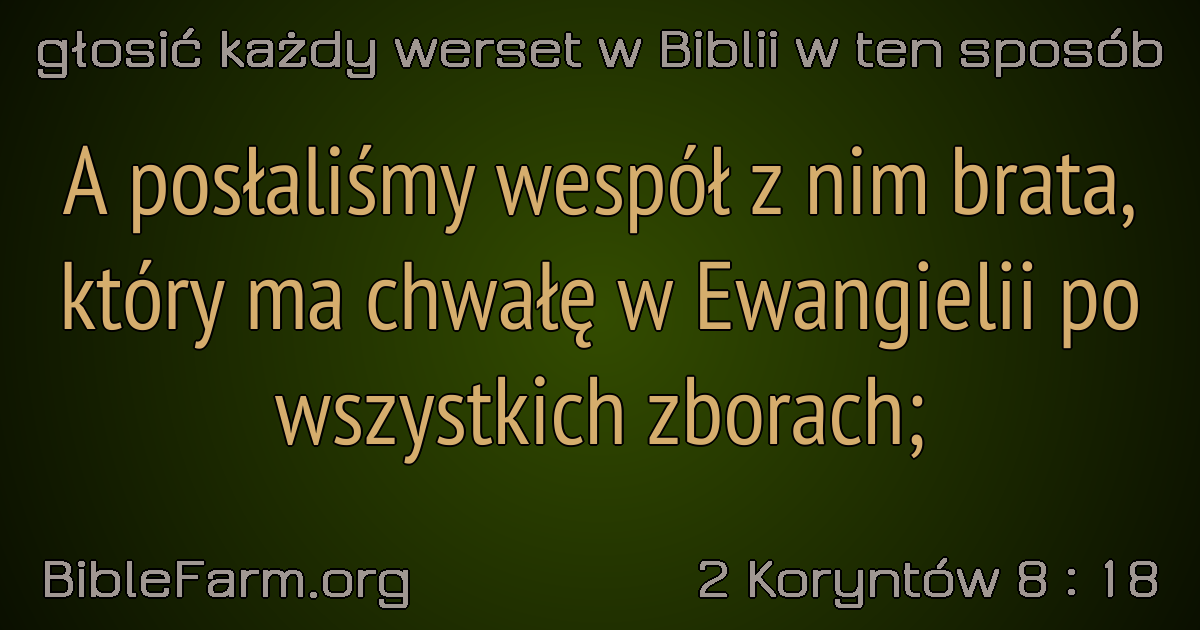 głosić każdy werset w Biblii w ten sposób
A posłaliśmy wespół z nim brata,
który ma chwałę w Ewangielii po
wszystkich zborach;
BibleFarm.org
2 Koryntów 8 : 18